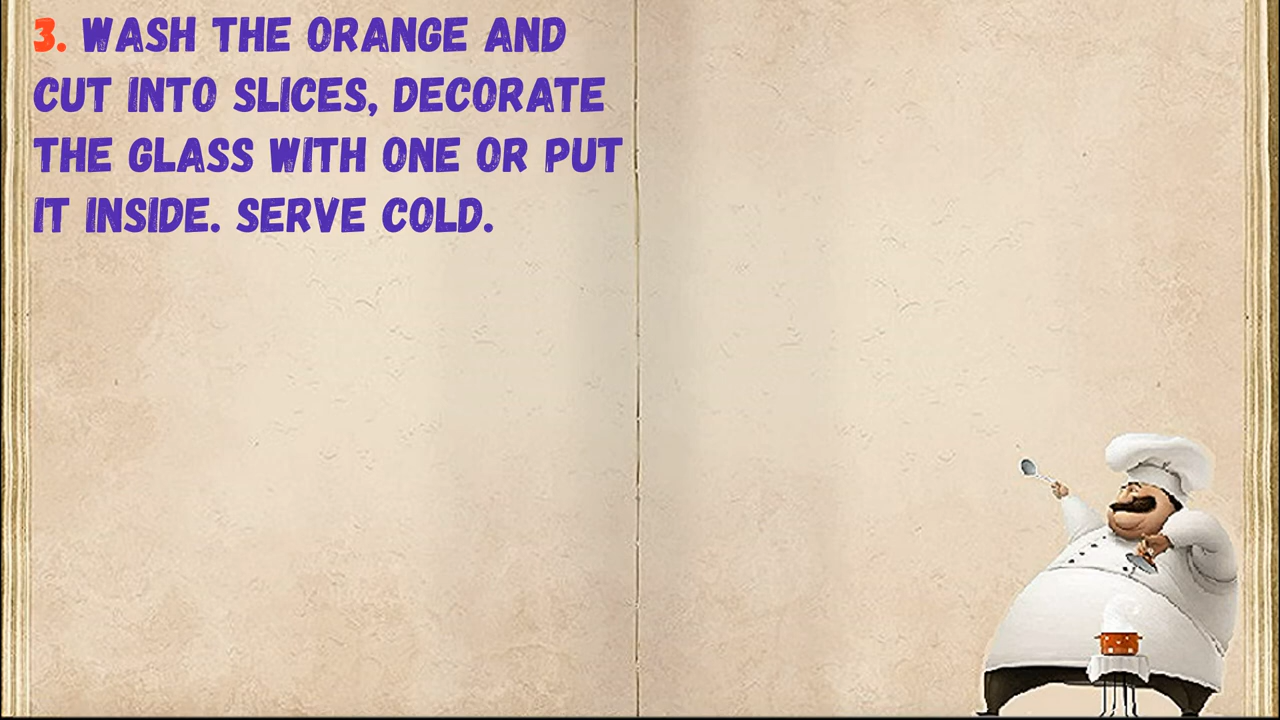 3. WASH THE ORANGE AND
CUT INTO SLICES, DECORATE
THE GLASS WITH ONE OR PUT
IT INSIDE. SERVE COLD.